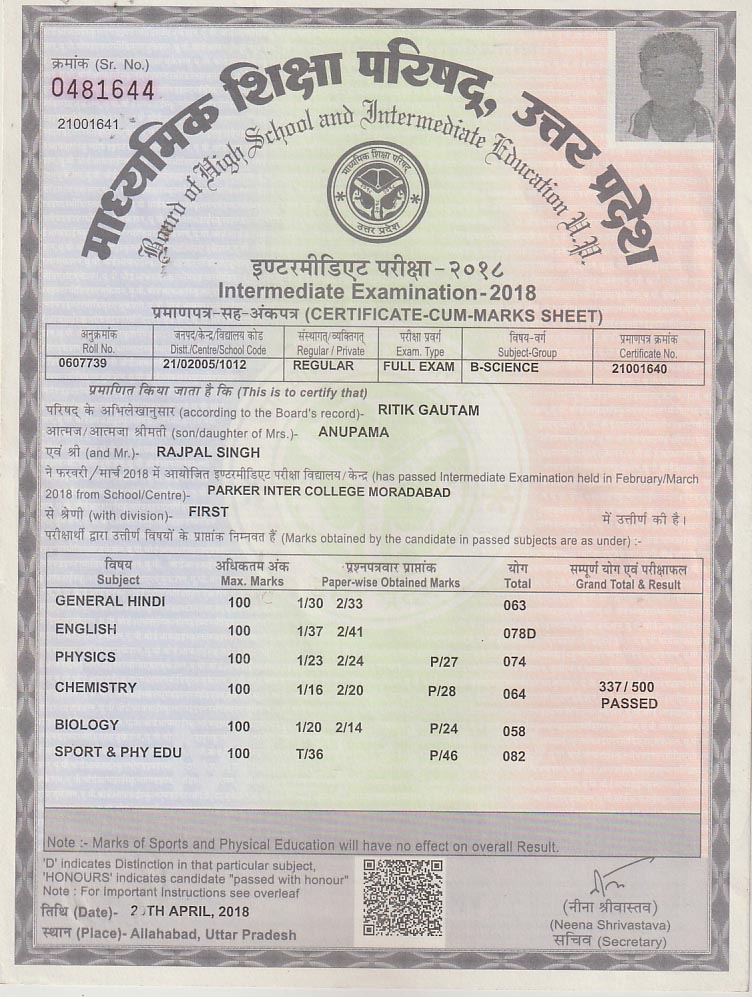 क्रमांक (Sr. No.)
0481644
21001641
माध्यमिक शिक्षा परिषद्, उत्तर प्रदेश
Board of High School and Intermediate Education U.P.
माध्यमिक शिक्षा परिषद
उत्तर प्रदेश
इण्टरमीडिएट परीक्षा - २०१८
Intermediate Examination - 2018
प्रमाणपत्र-सह-अंकपत्र (CERTIFICATE-CUM-MARKS SHEET)
अनुक्रमांक जनपद/केन्द्र/विद्यालय कोड संस्थागत/व्यक्तिगत् परीक्षा प्रवर्ग विषय-वर्ग प्रमाणपत्र क्रमांक
Roll No. Distt./Centre/School Code Regular / Private Exam. Type Subject-Group Certificate No.
0607739 21/02005/1012 REGULAR FULL EXAM B-SCIENCE 21001640
प्रमाणित किया जाता है कि (This is to certify that)
परिषद् के अभिलेखानुसार (according to the Board's record)- RITIK GAUTAM
आत्मज/आत्मजा श्रीमती (son/daughter of Mrs.)- ANUPAMA
एवं श्री (and Mr.)- RAJPAL SINGH
ने फरवरी/मार्च 2018 में आयोजित इण्टरमीडिएट परीक्षा विद्यालय/केन्द्र (has passed Intermediate Examination held in February/March
2018 from School/Centre)- PARKER INTER COLLEGE MORADABAD
से श्रेणी (with division)- FIRST में उत्तीर्ण की है।
परीक्षार्थी द्वारा उत्तीर्ण विषयों के प्राप्तांक निम्नवत हैं (Marks obtained by the candidate in passed subjects are as under) :-
विषय अधिकतम अंक प्रश्नपत्रवार प्राप्तांक योग सम्पूर्ण योग एवं परीक्षाफल
Subject Max. Marks Paper-wise Obtained Marks Total Grand Total & Result
GENERAL HINDI 100 1/30 2/33 063
ENGLISH 100 1/37 2/41 078D
PHYSICS 100 1/23 2/24 P/27 074
CHEMISTRY 100 1/16 2/20 P/28 064 337/500
PASSED
BIOLOGY 100 1/20 2/14 P/24 058
SPORT & PHY EDU 100 T/36 P/46 082
Note :- Marks of Sports and Physical Education will have no effect on overall Result.
'D' indicates Distinction in that particular subject,
'HONOURS' indicates candidate "passed with honour"
Note : For Important Instructions see overleaf
तिथि (Date)- 2 TH APRIL, 2018
स्थान (Place)- Allahabad, Uttar Pradesh
(नीना श्रीवास्तव)
(Neena Shrivastava)
सचिव (Secretary)